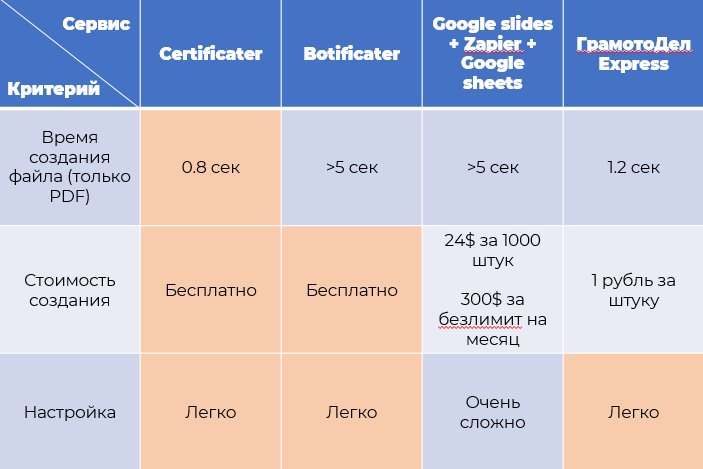 Сервис
Критерий
Certificater
Botificater
Google slides
+ Zapier +
Google
sheets
ГрамотоДел
Express
Время
создания
файла (только
PDF)
0.8 сек
>5 сек
>5 сек
1.2 сек
Стоимость
создания
Бесплатно
Бесплатно
24$ за 1000
штук
300$ за
безлимит на
месяц
1 рубль за
штуку
Настройка
Легко
Легко
Очень
сложно
Легко